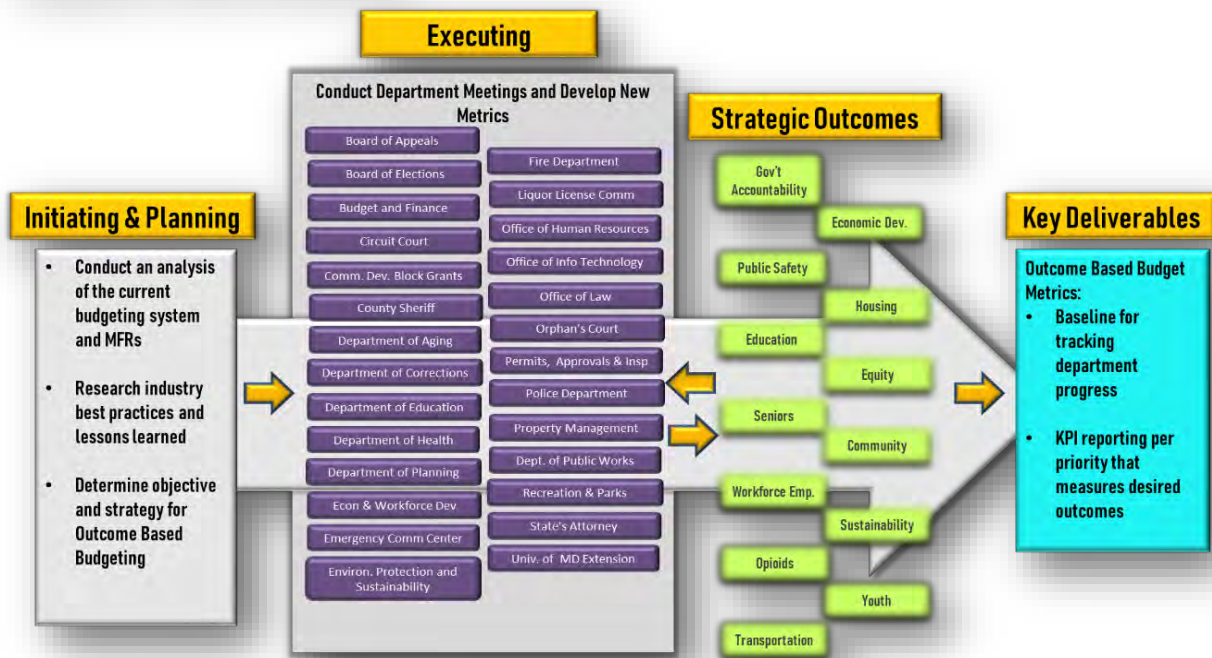 Executing
Conduct Department Meetings and Develop New
Metrics
Board of Appeals
Board of Elections
Budget and Finance
Circuit Court
Comm. Dev. Block Grants
County Sheriff
Department of Aging
Department of Corrections
Department of Education
Department of Health
Department of Planning
Econ & Workforce Dev
Emergency Comm Center
Environ. Protection and
Sustainability
Fire Department
Liquor License Comm
Office of Human Resources
Office of Info Technology
Office of Law
Orphan's Court
Permits, Approvals & Insp
Police Department
Property Management
Dept. of Public Works
Recreation & Parks
State's Attorney
Univ. of MD Extension
Initiating & Planning
• Conduct an analysis
of the current
budgeting system
and MFRs
• Research industry
best practices and
lessons learned
• Determine objective
and strategy for
Outcome Based
Budgeting
Strategic Outcomes
Gov't
Accountability
Economic Dev.
Public Safety
Housing
Education
Equity
Seniors
Community
Workforce Emp.
Sustainability
Opioids
Youth
Transportation
Key Deliverables
Outcome Based Budget
Metrics:
• Baseline for
tracking
department
progress
• KPI reporting per
priority that
measures desired
outcomes